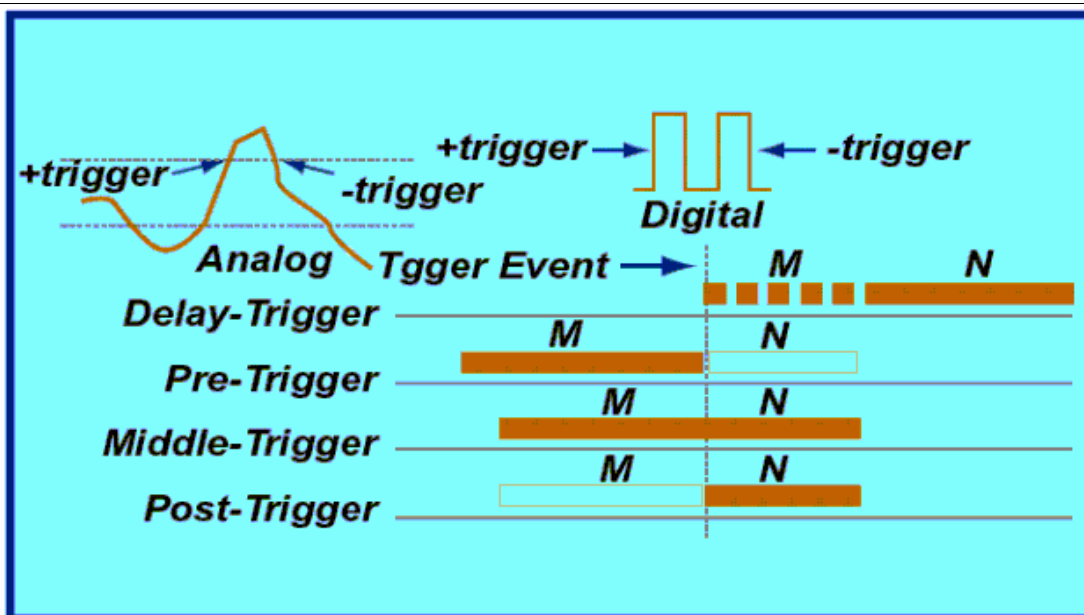 +trigger
-trigger
Analog
+trigger
-trigger
Digital
Tgger Event
M N
Delay-Trigger
M N
Pre-Trigger
M N
Middle-Trigger
M N
Post-Trigger